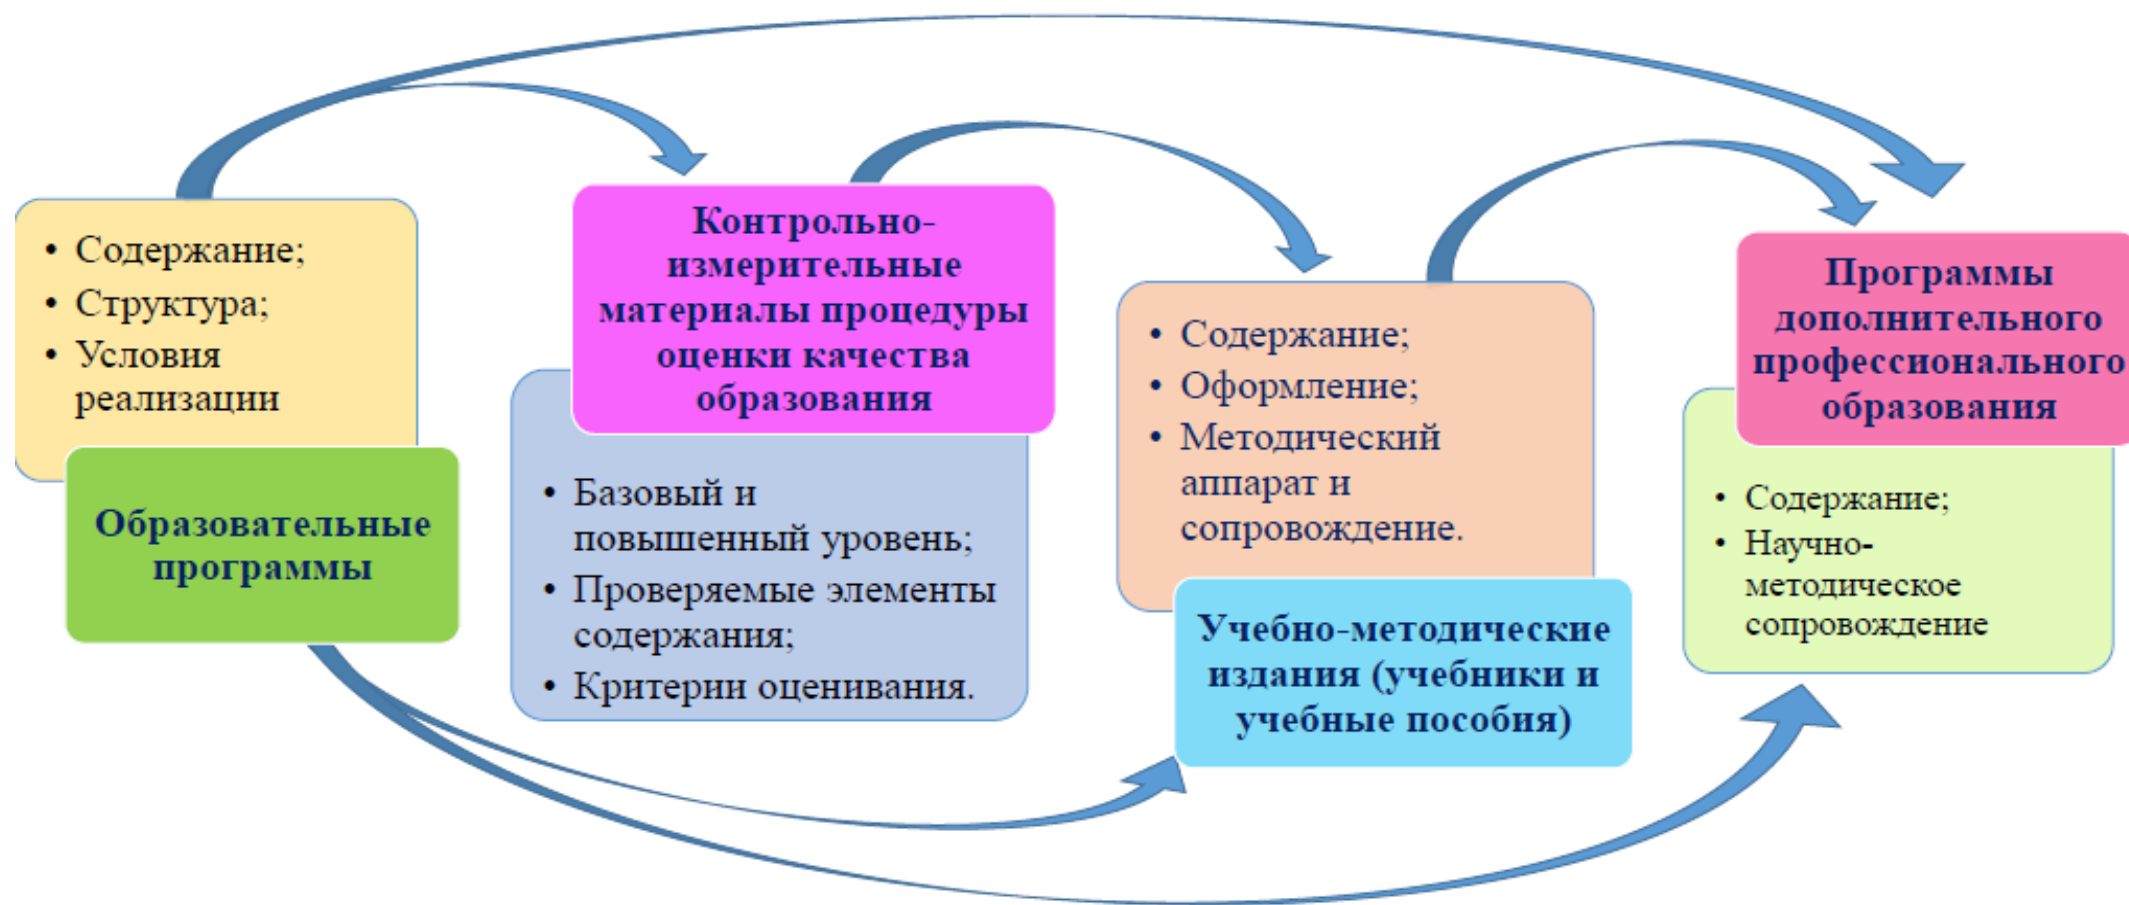 • Содержание;
• Структура;
• Условия
реализации
Образовательные
программы
Контрольно-
измерительные
материалы процедуры
оценки качества
образования
• Базовый и
повышенный уровень;
• Проверяемые элементы
содержания;
• Критерии оценивания.
• Содержание;
• Оформление;
• Методический
аппарат и
сопровождение.
Учебно-методические
издания (учебники и
учебные пособия)
Программы
дополнительного
профессионального
образования
• Содержание;
• Научно-
методическое
сопровождение